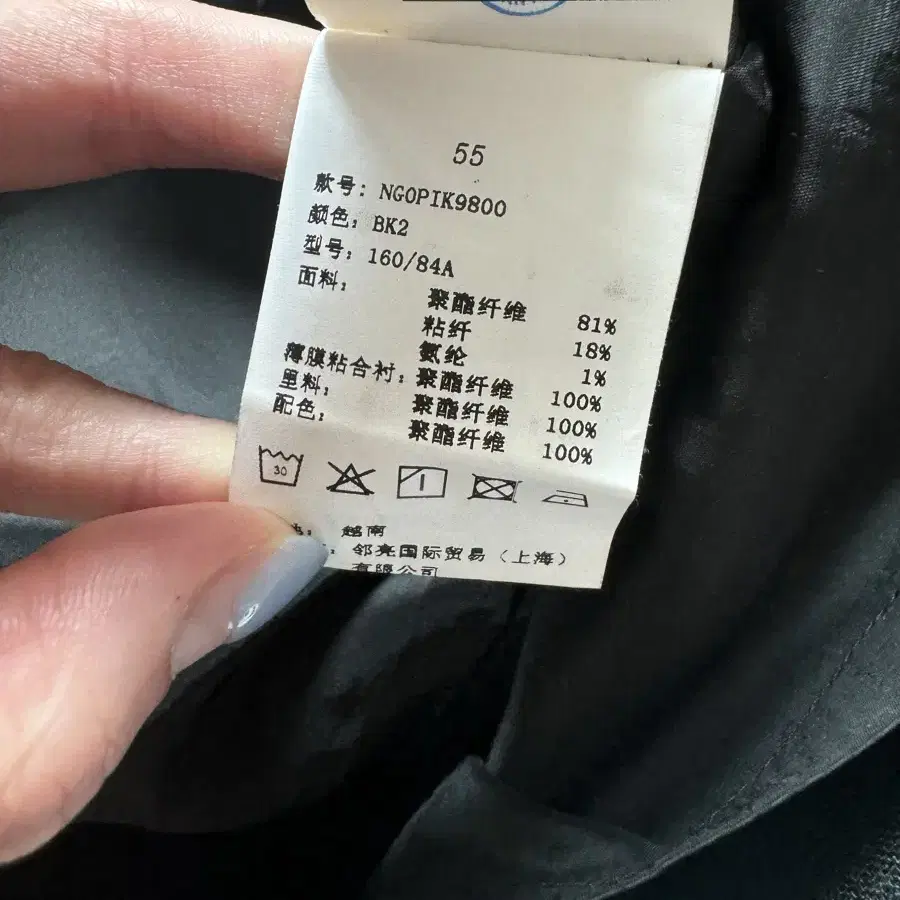 55
款号: NG0PIK9800
颜色: BK2
型号: 160/84A
面料:
聚酯纤维 81%
粘纤 18%
氨纶 1%
薄膜粘合衬: 聚酯纤维 100%
里料: 聚酯纤维 100%
配色: 聚酯纤维 100%
30
越南
邻亮国际贸易（上海）
有限公司